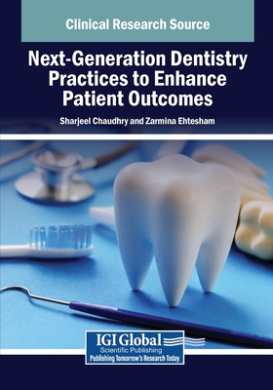 Clinical Research Source
Next-Generation Dentistry
Practices to Enhance
Patient Outcomes
Sharjeel Chaudhry and Zarmina Ehtesham
IGI Global
Scientific Publishing
Publishing Tomorrow's Research Today